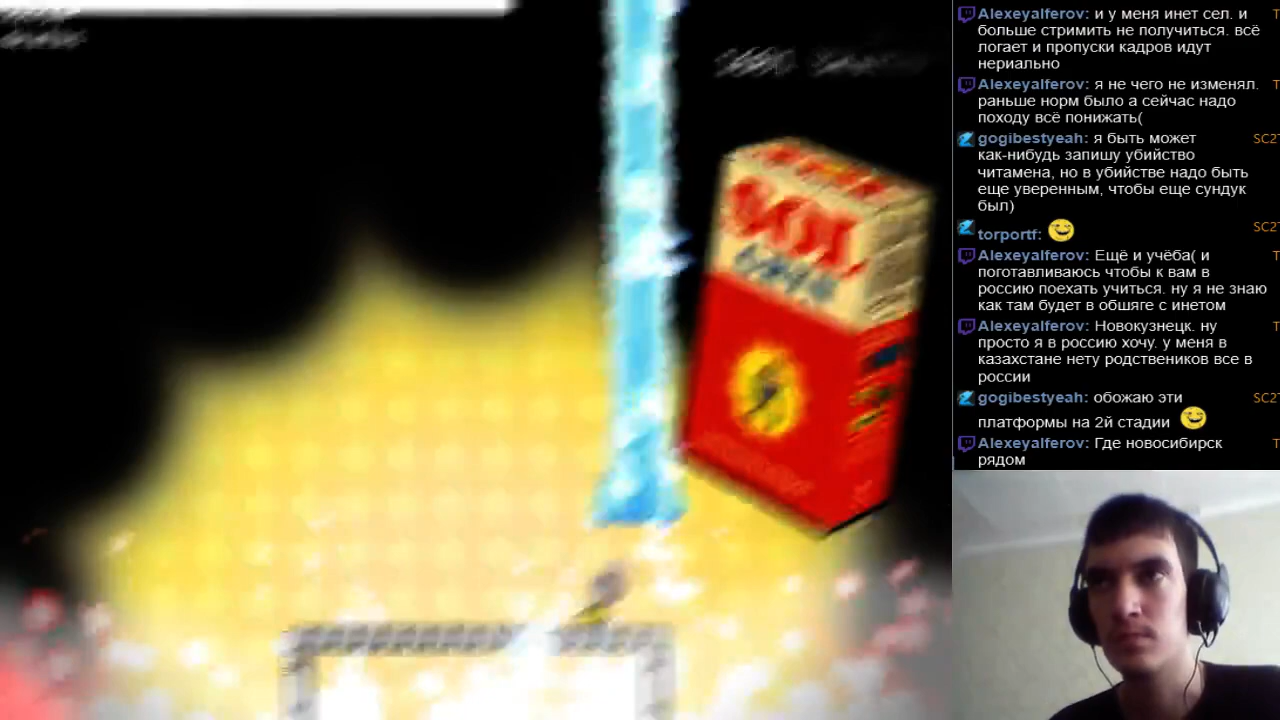 Alexeyalferov: и у меня инет сел. и
больше стримить не получиться. всё
логает и пропуски кадров идут
нериально
Alexeyalferov: я не чего не изменял.
раньше норм было а сейчас надо
походу всё понижать(
gogibestyeah: я быть может
как-нибудь запишу убийство
читамена, но в убийстве надо быть
еще уверенным, чтобы еще сундук
был)
torportf:
Alexeyalferov: Ещё и учёба( и
поготавливаюсь чтобы к вам в
россию поехать учиться. ну я не знаю
как там будет в обшяге с инетом
Alexeyalferov: Новокузнецк. ну
просто я в россию хочу. у меня в
казахстане нету родствеников все в
россии
gogibestyeah: обожаю эти
платформы на 2й стадии
Alexeyalferov: Где новосибирск
рядом